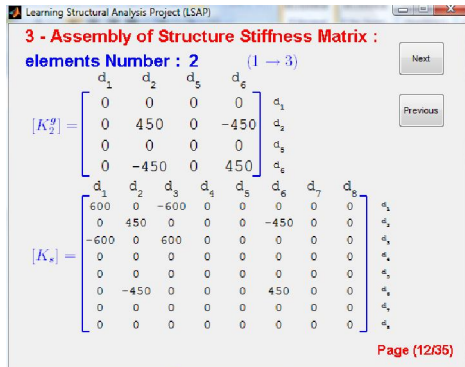 Learning Structural Analysis Project (LSAP)
3 - Assembly of Structure Stiffness Matrix :
elements Number : 2 (1 → 3)
Next
Previous
d1 d2 d5 d6
0 0 0 0 d1
0 450 0 -450 d2
[K2^g] =
0 0 0 0 d5
0 -450 0 450 d6
d1 d2 d3 d4 d5 d6 d7 d8
600 0 -600 0 0 0 0 0 d1
0 450 0 0 0 -450 0 0 d2
-600 0 600 0 0 0 0 0 d3
[Ks] =
0 0 0 0 0 0 0 0 d4
0 0 0 0 0 0 0 0 d5
0 -450 0 0 0 450 0 0 d6
0 0 0 0 0 0 0 0 d7
0 0 0 0 0 0 0 0 d8
Page (12/35)